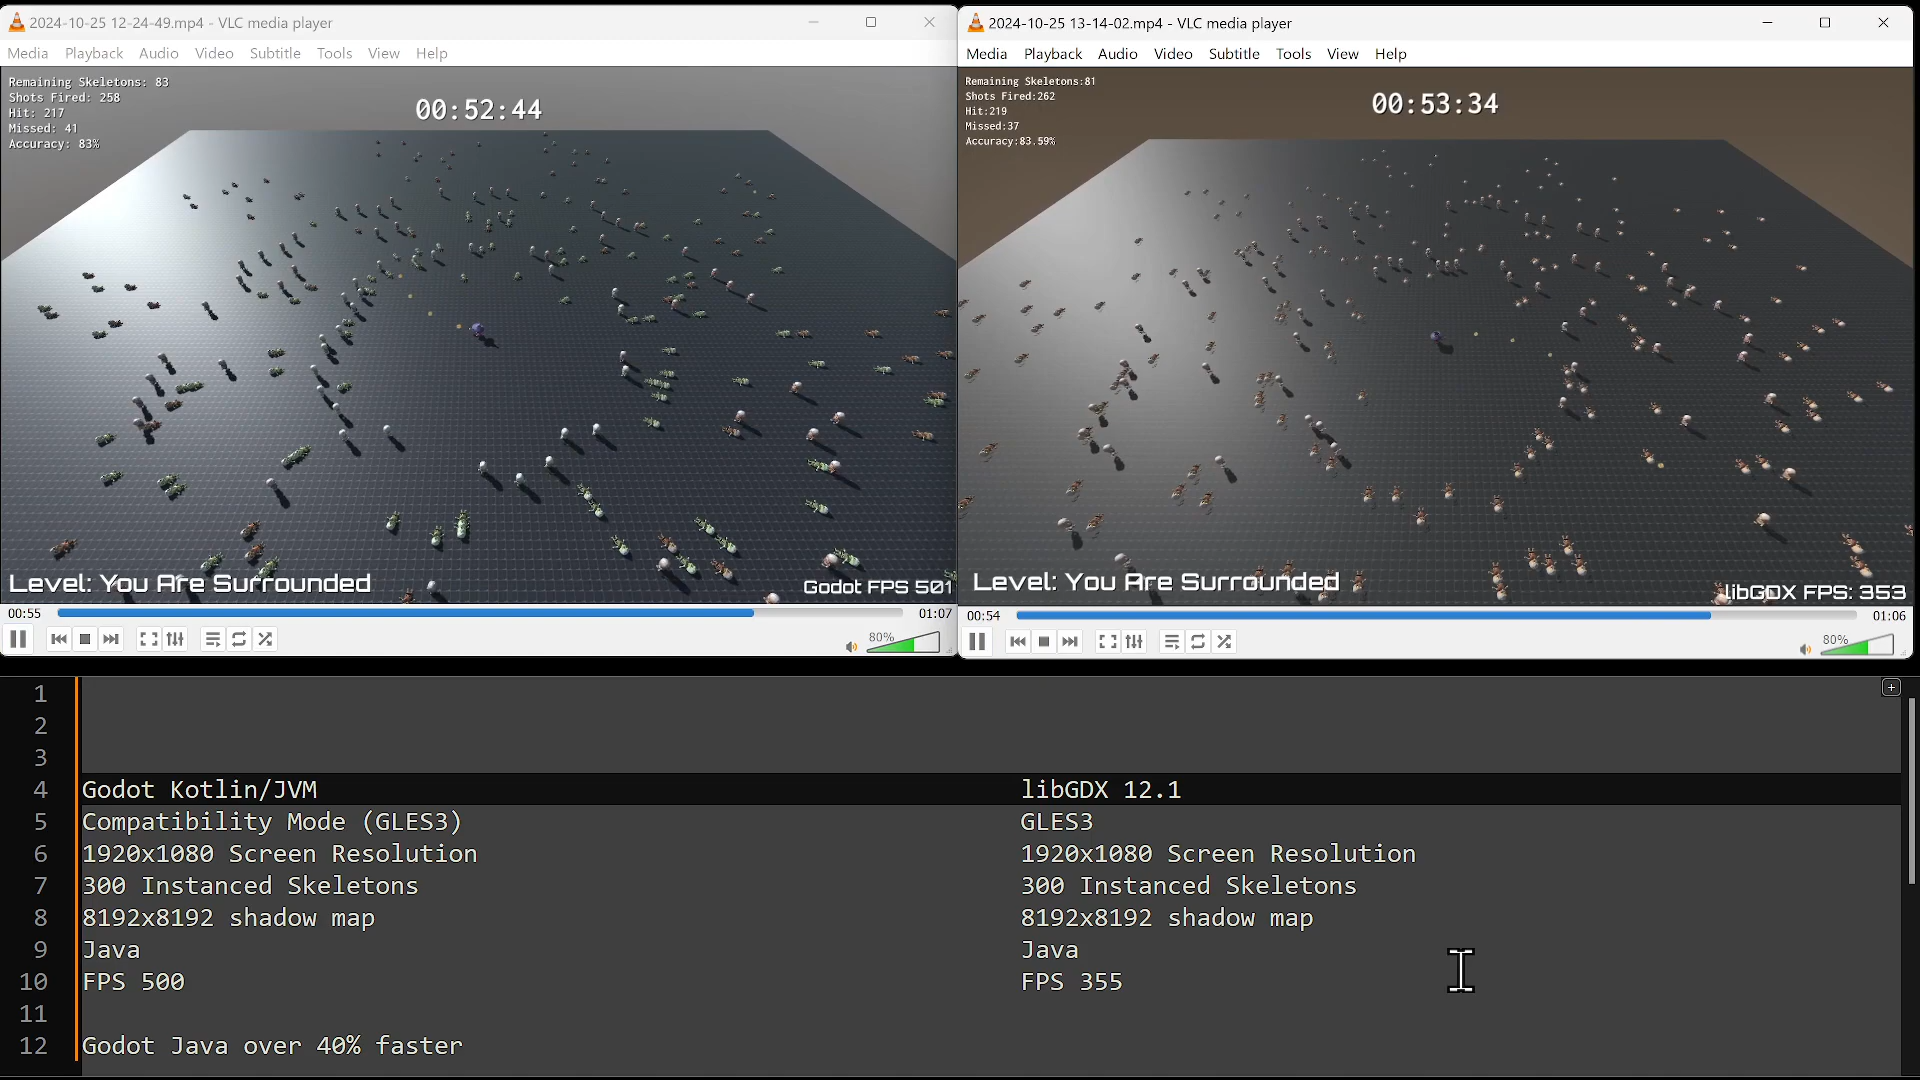 2024-10-25 12-24-49.mp4 - VLC media player
Media Playback Audio Video Subtitle Tools View Help
Remaining Skeletons: 83
Shots Fired: 258
Hit: 217
Missed: 41
Accuracy: 83%
00:52:44
Level: You Are Surrounded
Godot FPS 501
00:55
01:07
80%
2024-10-25 13-14-02.mp4 - VLC media player
Media Playback Audio Video Subtitle Tools View Help
Remaining Skeletons:81
Shots Fired:262
Hit:219
Missed:37
Accuracy:83.59%
00:53:34
Level: You Are Surrounded
libGDX FPS: 353
00:54
01:06
80%
1
2
3
4 Godot Kotlin/JVM libGDX 12.1
5 Compatibility Mode (GLES3) GLES3
6 1920x1080 Screen Resolution 1920x1080 Screen Resolution
7 300 Instanced Skeletons 300 Instanced Skeletons
8 8192x8192 shadow map 8192x8192 shadow map
9 Java Java
10 FPS 500 FPS 355
11
12 Godot Java over 40% faster